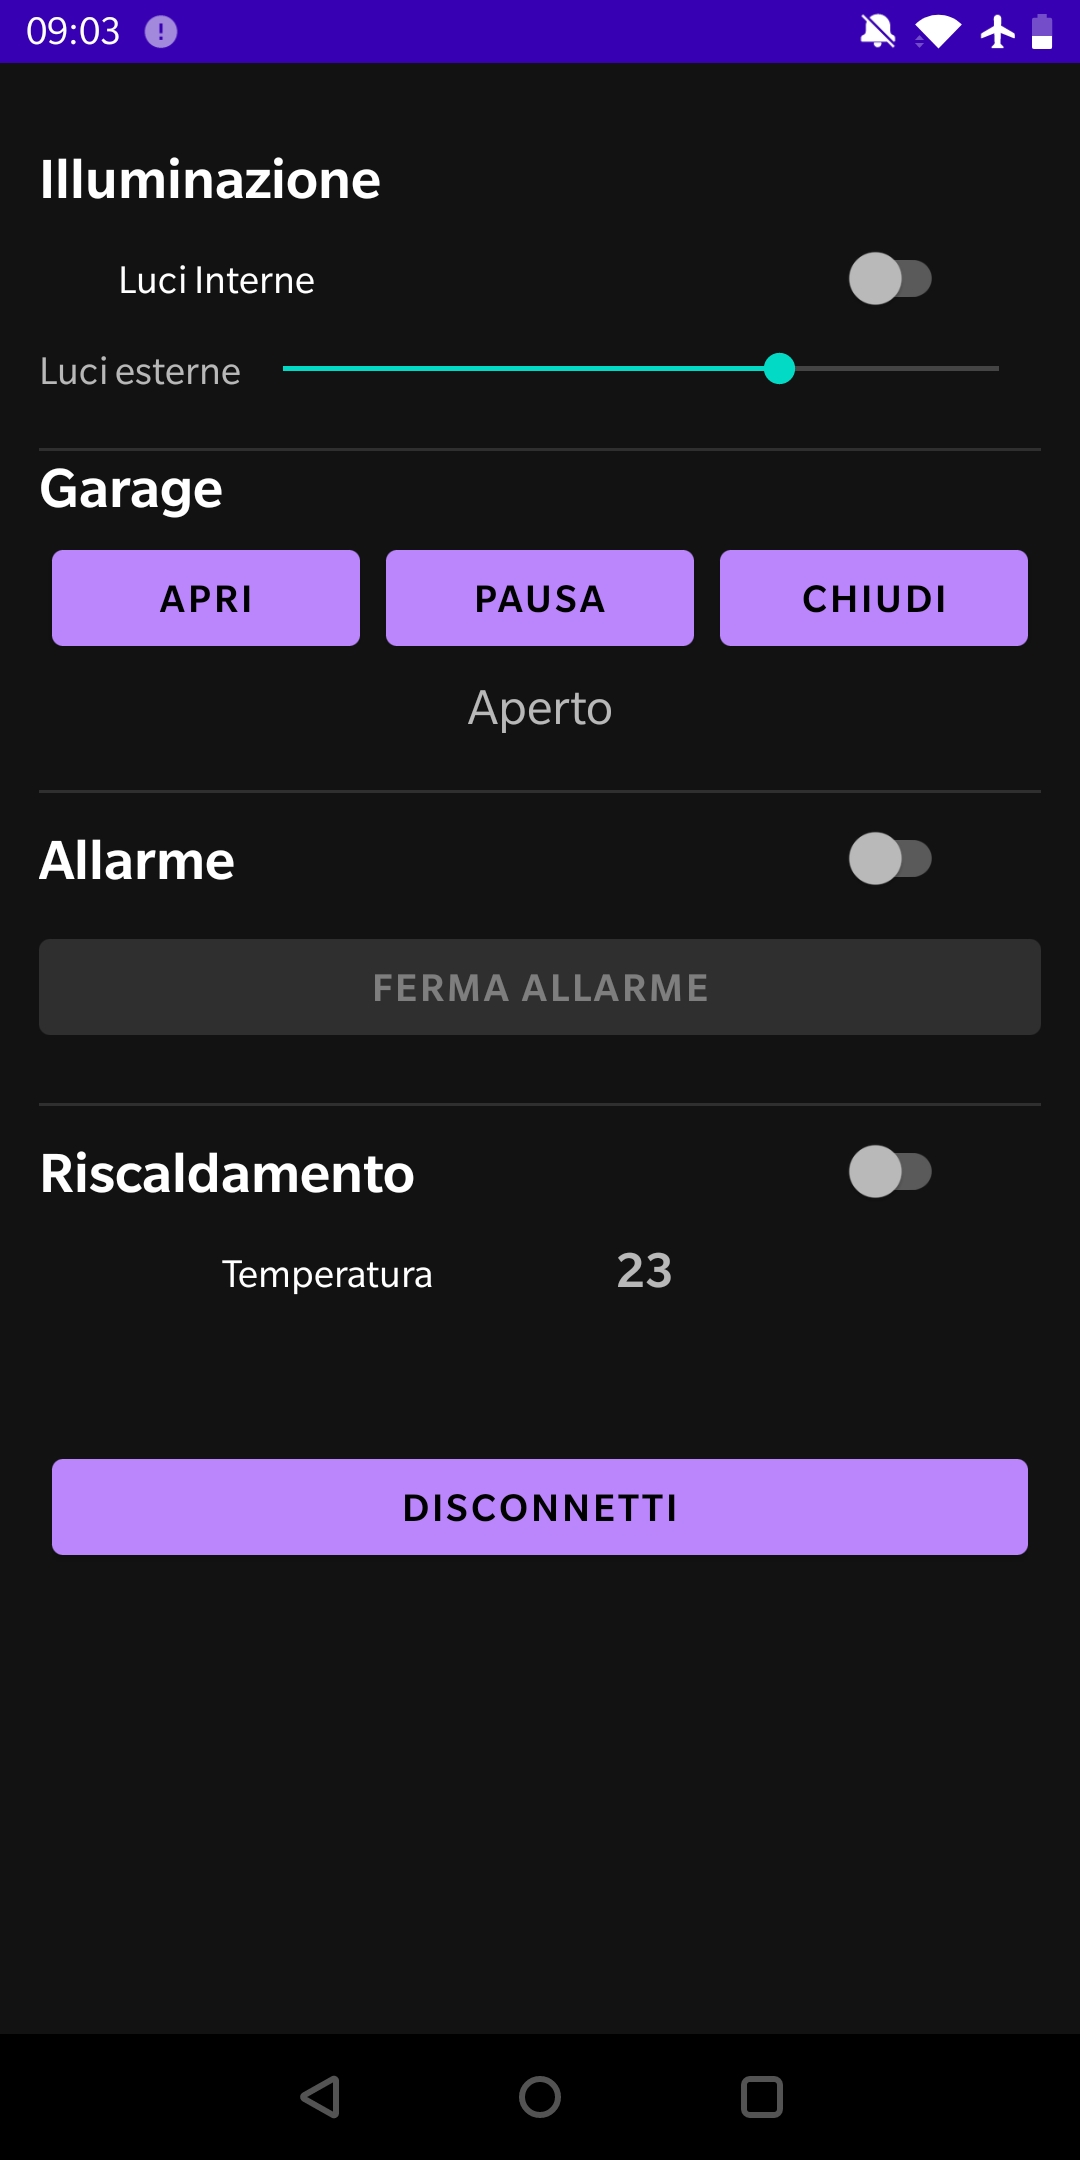 09:03
Illuminazione
Luci Interne
Luci esterne
Garage
APRI PAUSA CHIUDI
Aperto
Allarme
FERMA ALLARME
Riscaldamento
Temperatura 23
DISCONNETTI